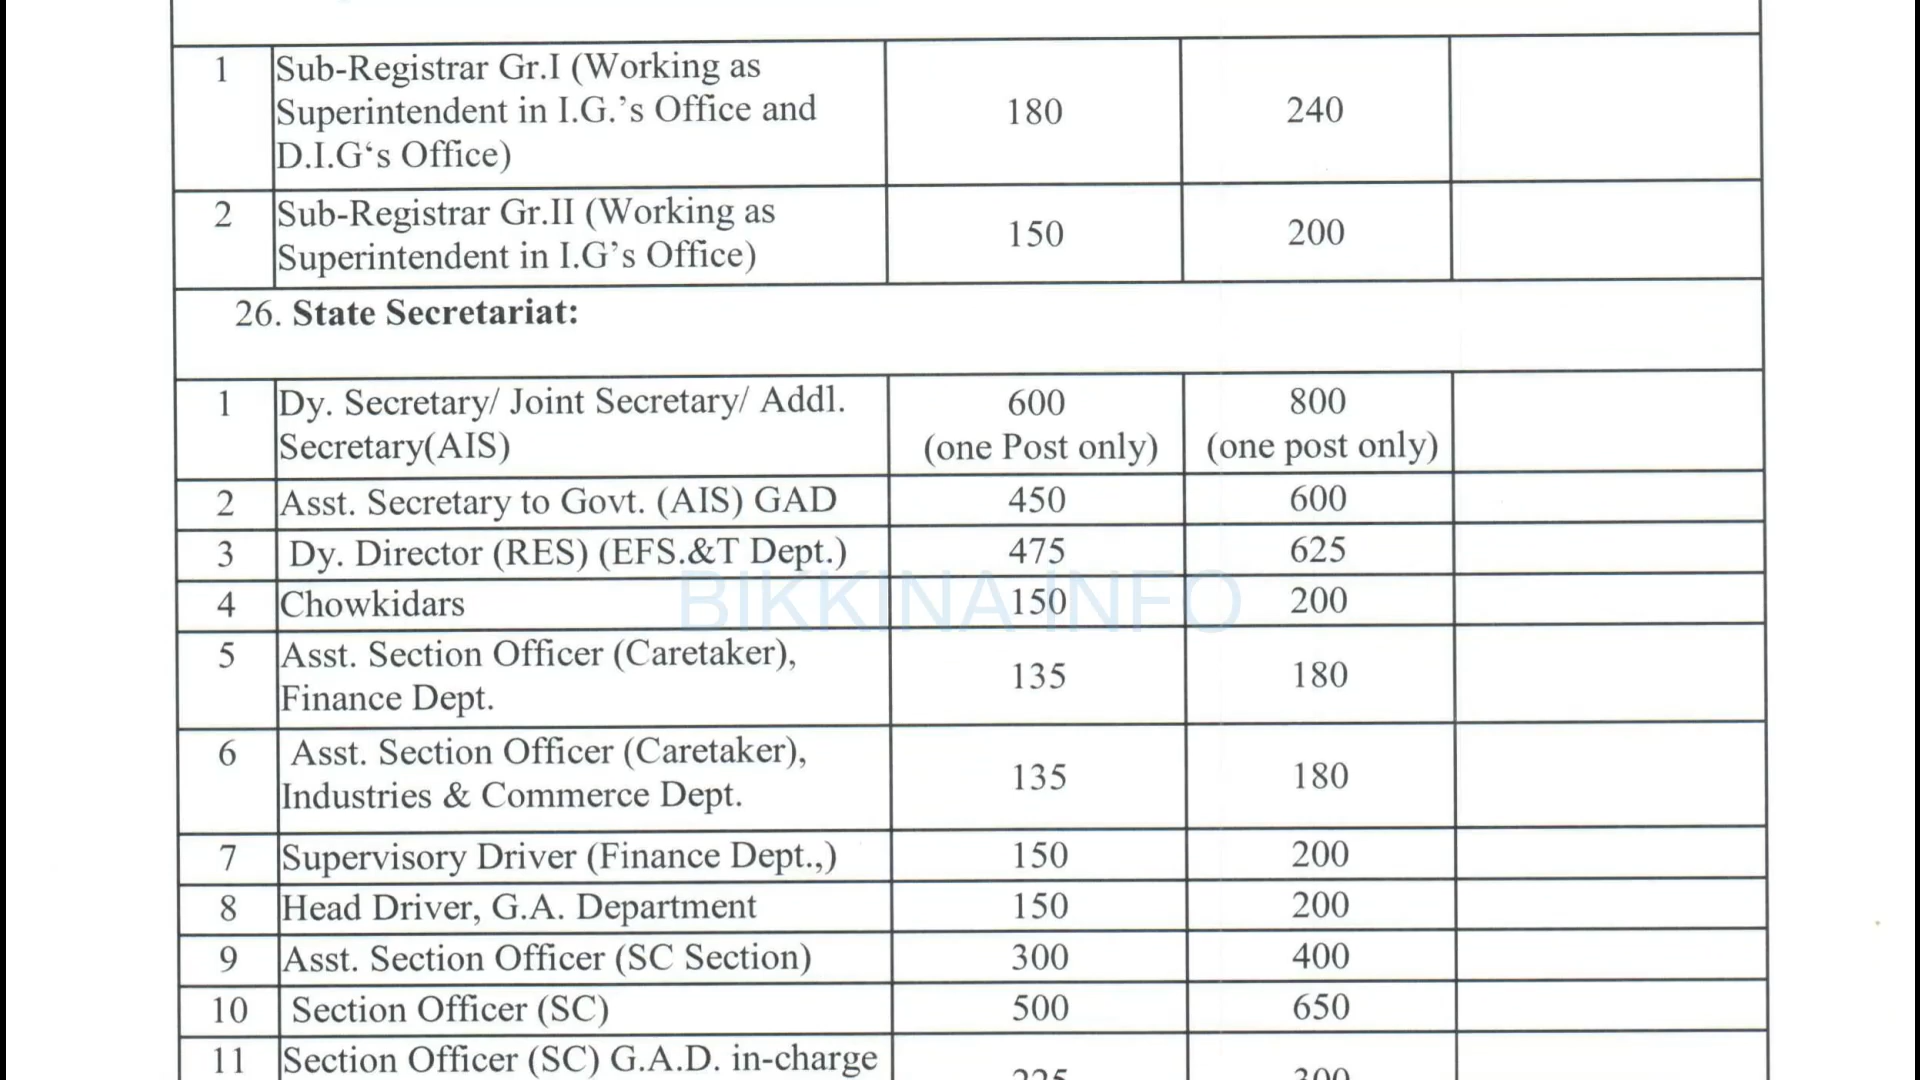 1 Sub-Registrar Gr.I (Working as
Superintendent in I.G.’s Office and 180 240
D.I.G‘s Office)
2 Sub-Registrar Gr.II (Working as
Superintendent in I.G’s Office) 150 200
26. State Secretariat:
1 Dy. Secretary/ Joint Secretary/ Addl. 600 800
Secretary(AIS) (one Post only) (one post only)
2 Asst. Secretary to Govt. (AIS) GAD 450 600
3 Dy. Director (RES) (EFS.&T Dept.) 475 625
4 Chowkidars 150 200
BIKKINA INFO
5 Asst. Section Officer (Caretaker), 135 180
Finance Dept.
6 Asst. Section Officer (Caretaker), 135 180
Industries & Commerce Dept.
7 Supervisory Driver (Finance Dept.,) 150 200
8 Head Driver, G.A. Department 150 200
9 Asst. Section Officer (SC Section) 300 400
10 Section Officer (SC) 500 650
11 Section Officer (SC) G.A.D. in-charge